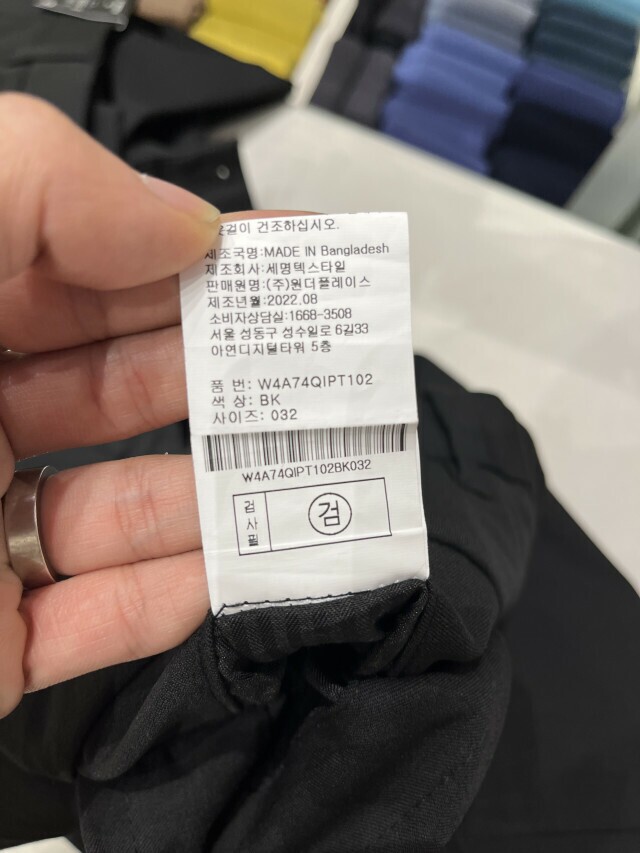 걸이 건조하십시오.
제조국명:MADE IN Bangladesh
제조회사:세명텍스타일
판매원명:(주)원더플레이스
제조년월:2022.08
소비자상담실:1668-3508
서울 성동구 성수일로 6길33
아연디지털타워 5층
품 번: W4A74QIPT102
색 상: BK
사이즈: 032
W4A74QIPT102BK032
검사필
검